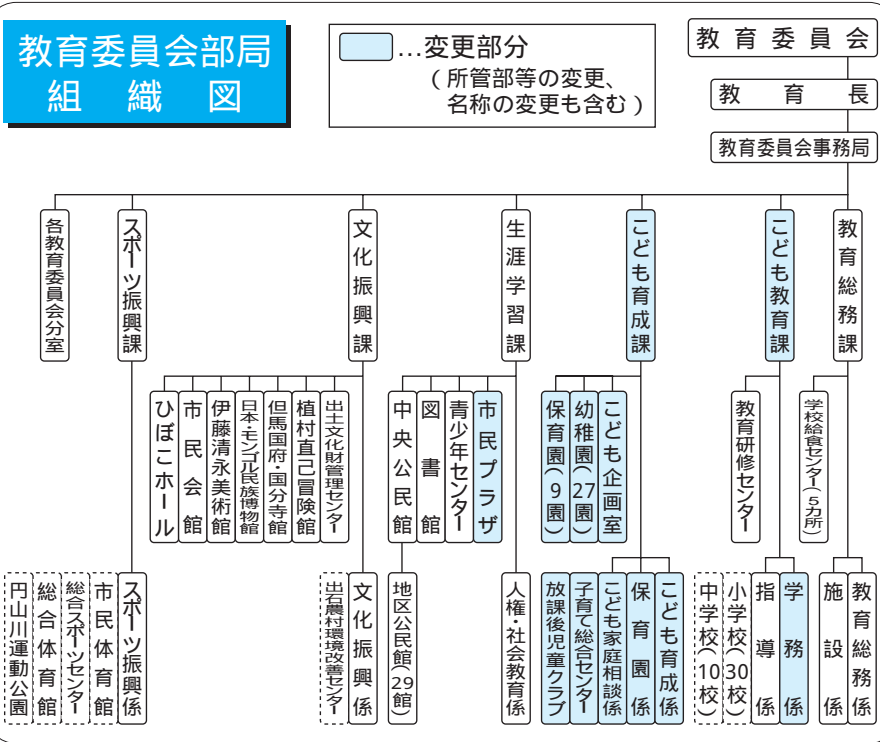 教育委員会部局
組織図
…変更部分
(所管部等の変更、
名称の変更も含む)
教育委員会
教育長
教育委員会事務局
各教育委員会分室
スポーツ振興課
文化振興課
生涯学習課
こども育成課
こども教育課
教育総務課
ひぼこホール
市民会館
伊藤清永美術館
日本・モンゴル民族博物館
但馬国府・国分寺館
植村直己冒険館
出土文化財管理センター
中央公民館
図書館
青少年センター
市民プラザ
保育園(9園)
幼稚園(27園)
こども企画室
教育研修センター
学校給食センター(5カ所)
円山川運動公園
総合体育館
総合スポーツセンター
市民体育館
スポーツ振興係
出石農村環境改善センター
文化振興係
地区公民館(29館)
人権・社会教育係
放課後児童クラブ
子育て総合センター
こども家庭相談係
保育園係
こども育成係
中学校(10校)
小学校(30校)
指導係
学務係
施設係
教育総務係